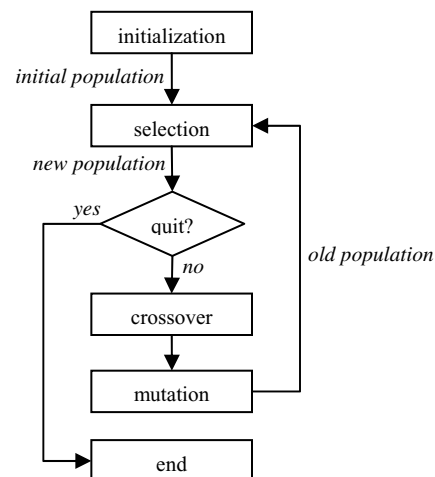 initialization
initial population
selection
new population
yes
quit?
no
old population
crossover
mutation
end